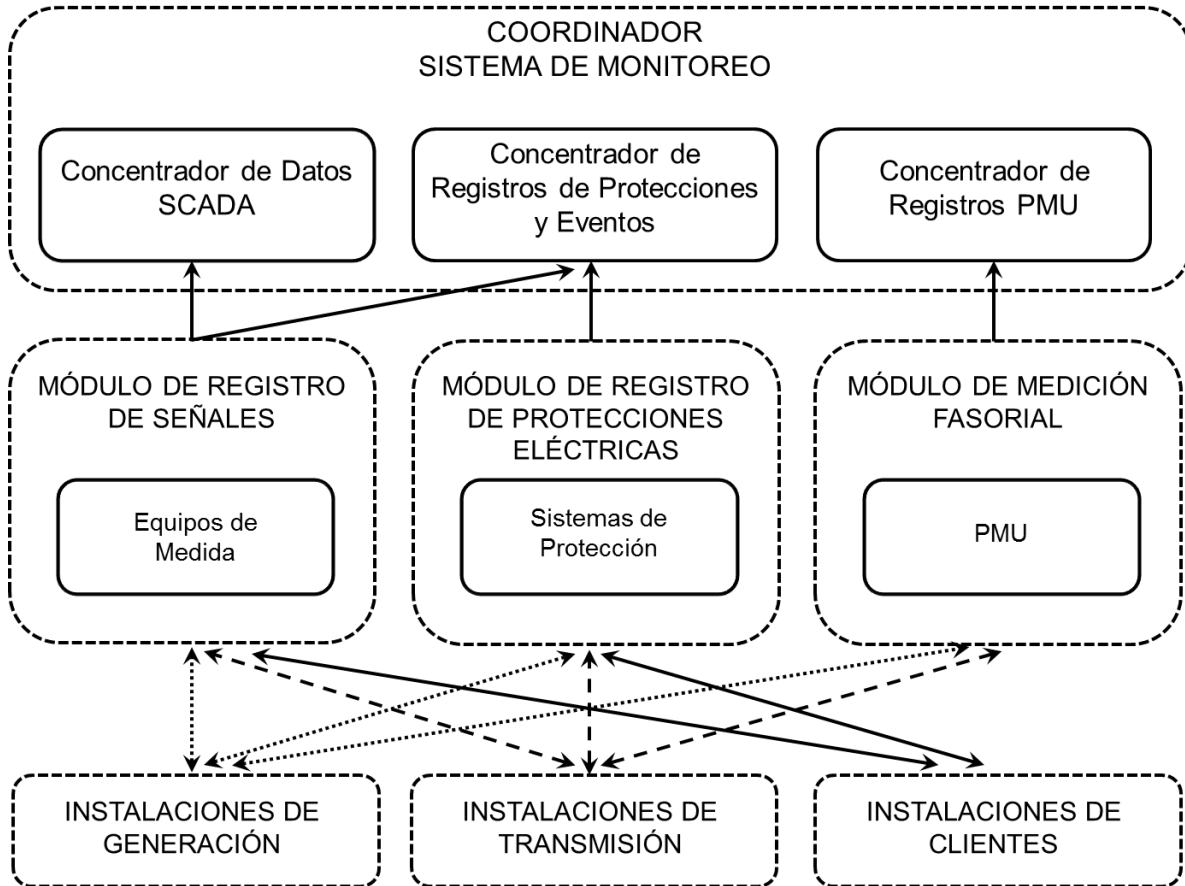 COORDINADOR
SISTEMA DE MONITOREO
Concentrador de Datos
SCADA
Concentrador de
Registros de Protecciones
y Eventos
Concentrador de
Registros PMU
MÓDULO DE REGISTRO
DE SEÑALES
Equipos de
Medida
MÓDULO DE REGISTRO
DE PROTECCIONES
ELÉCTRICAS
Sistemas de
Protección
MÓDULO DE MEDICIÓN
FASORIAL
PMU
INSTALACIONES DE
GENERACIÓN
INSTALACIONES DE
TRANSMISIÓN
INSTALACIONES DE
CLIENTES